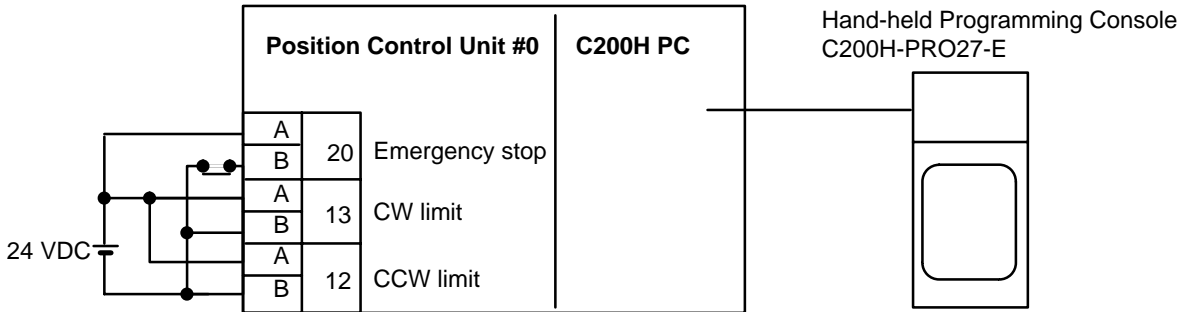 Hand-held Programming Console
C200H-PRO27-E
Position Control Unit #0
C200H PC
A
B
20
Emergency stop
A
B
13
CW limit
A
B
12
CCW limit
24 VDC